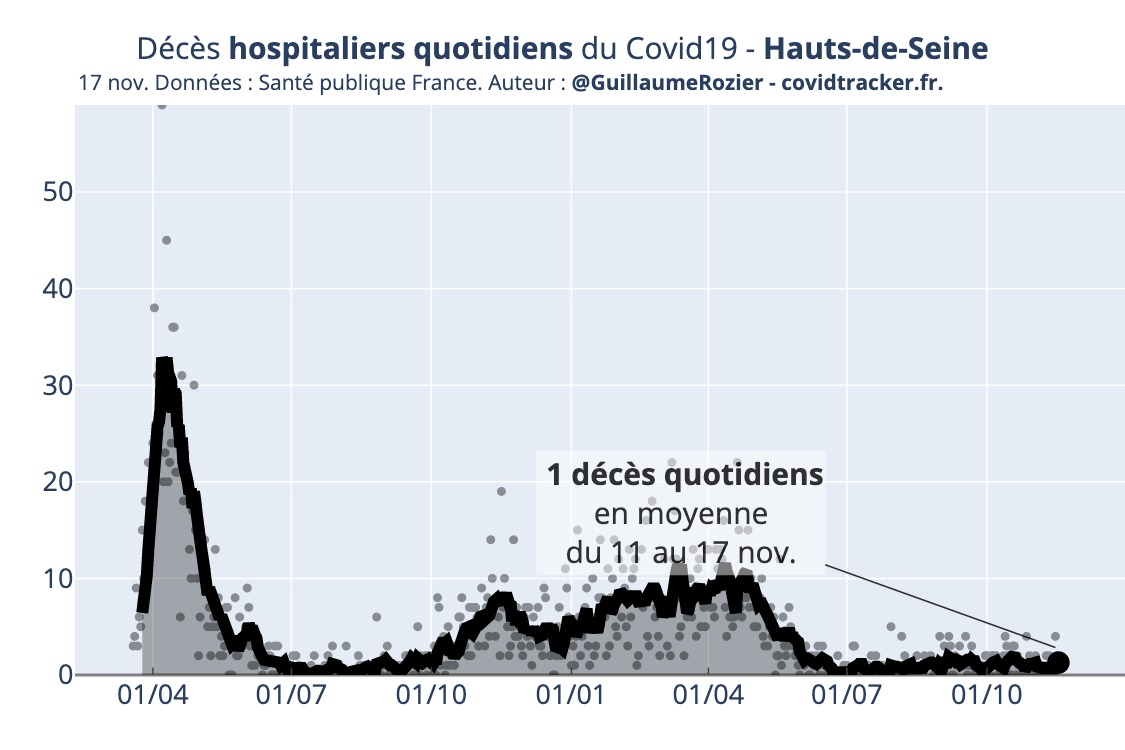 Décès hospitaliers quotidiens du Covid19 - Hauts-de-Seine
17 nov. Données : Santé publique France. Auteur : @GuillaumeRozier - covidtracker.fr.
50
40
30
20
10
0
1 décès quotidiens
en moyenne
du 11 au 17 nov.
01/04 01/07 01/10 01/01 01/04 01/07 01/10